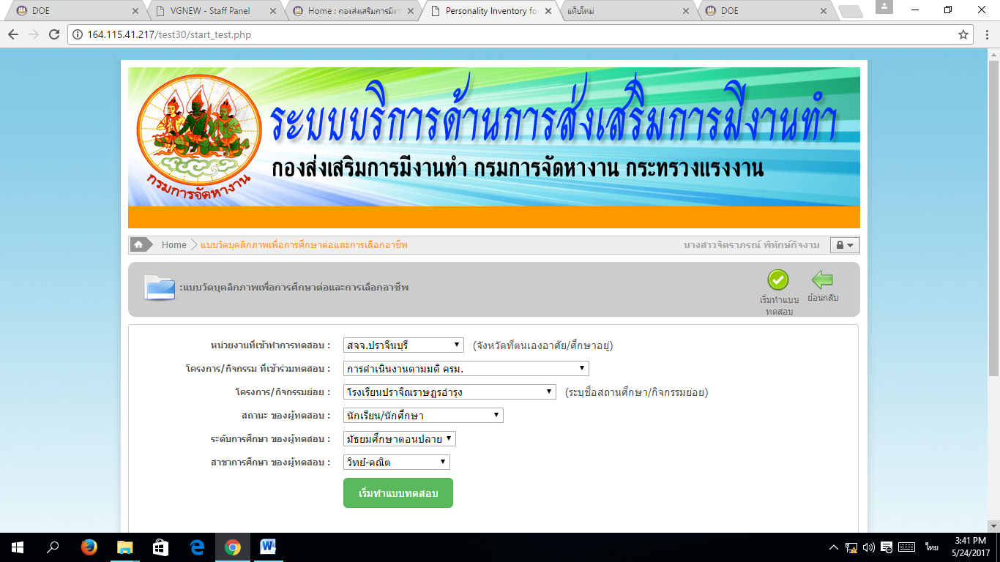 DOE
VGNEW - Staff Panel
Home : กองส่งเสริมการมีงา
Personality Inventory fo
แท็บใหม่
DOE
164.115.41.217/test30/start_test.php
ระบบบริการด้านการส่งเสริมการมีงานทำ
กองส่งเสริมการมีงานทำ กรมการจัดหางาน กระทรวงแรงงาน
กรมการจัดหางาน
Home แบบวัดบุคลิกภาพเพื่อการศึกษาต่อและการเลือกอาชีพ นางสาวจิตราภรณ์ พิทักษ์กิจงาม
:แบบวัดบุคลิกภาพเพื่อการศึกษาต่อและการเลือกอาชีพ
เริ่มทำแบบ
ทดสอบ
ย้อนกลับ
หน่วยงานที่เข้าทำการทดสอบ : สจจ.ปราจีนบุรี (จังหวัดที่ตนเองอาศัย/ศึกษาอยู่)
โครงการ/กิจกรรม ที่เข้าร่วมทดสอบ : การดำเนินงานตามมติ ครม.
โครงการ/กิจกรรมย่อย : โรงเรียนปราจิณราษฎรอำรุง (ระบุชื่อสถานศึกษา/กิจกรรมย่อย)
สถานะ ของผู้ทดสอบ : นักเรียน/นักศึกษา
ระดับการศึกษา ของผู้ทดสอบ : มัธยมศึกษาตอนปลาย
สาขาการศึกษา ของผู้ทดสอบ : วิทย์-คณิต
เริ่มทำแบบทดสอบ
ไทย
3:41 PM
5/24/2017